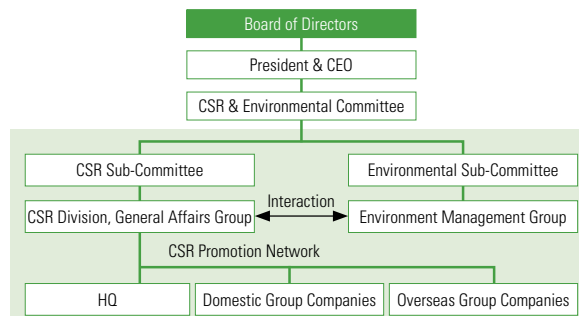 Board of Directors
President & CEO
CSR & Environmental Committee
CSR Sub-Committee
Environmental Sub-Committee
CSR Division, General Affairs Group
Interaction
Environment Management Group
CSR Promotion Network
HQ
Domestic Group Companies
Overseas Group Companies